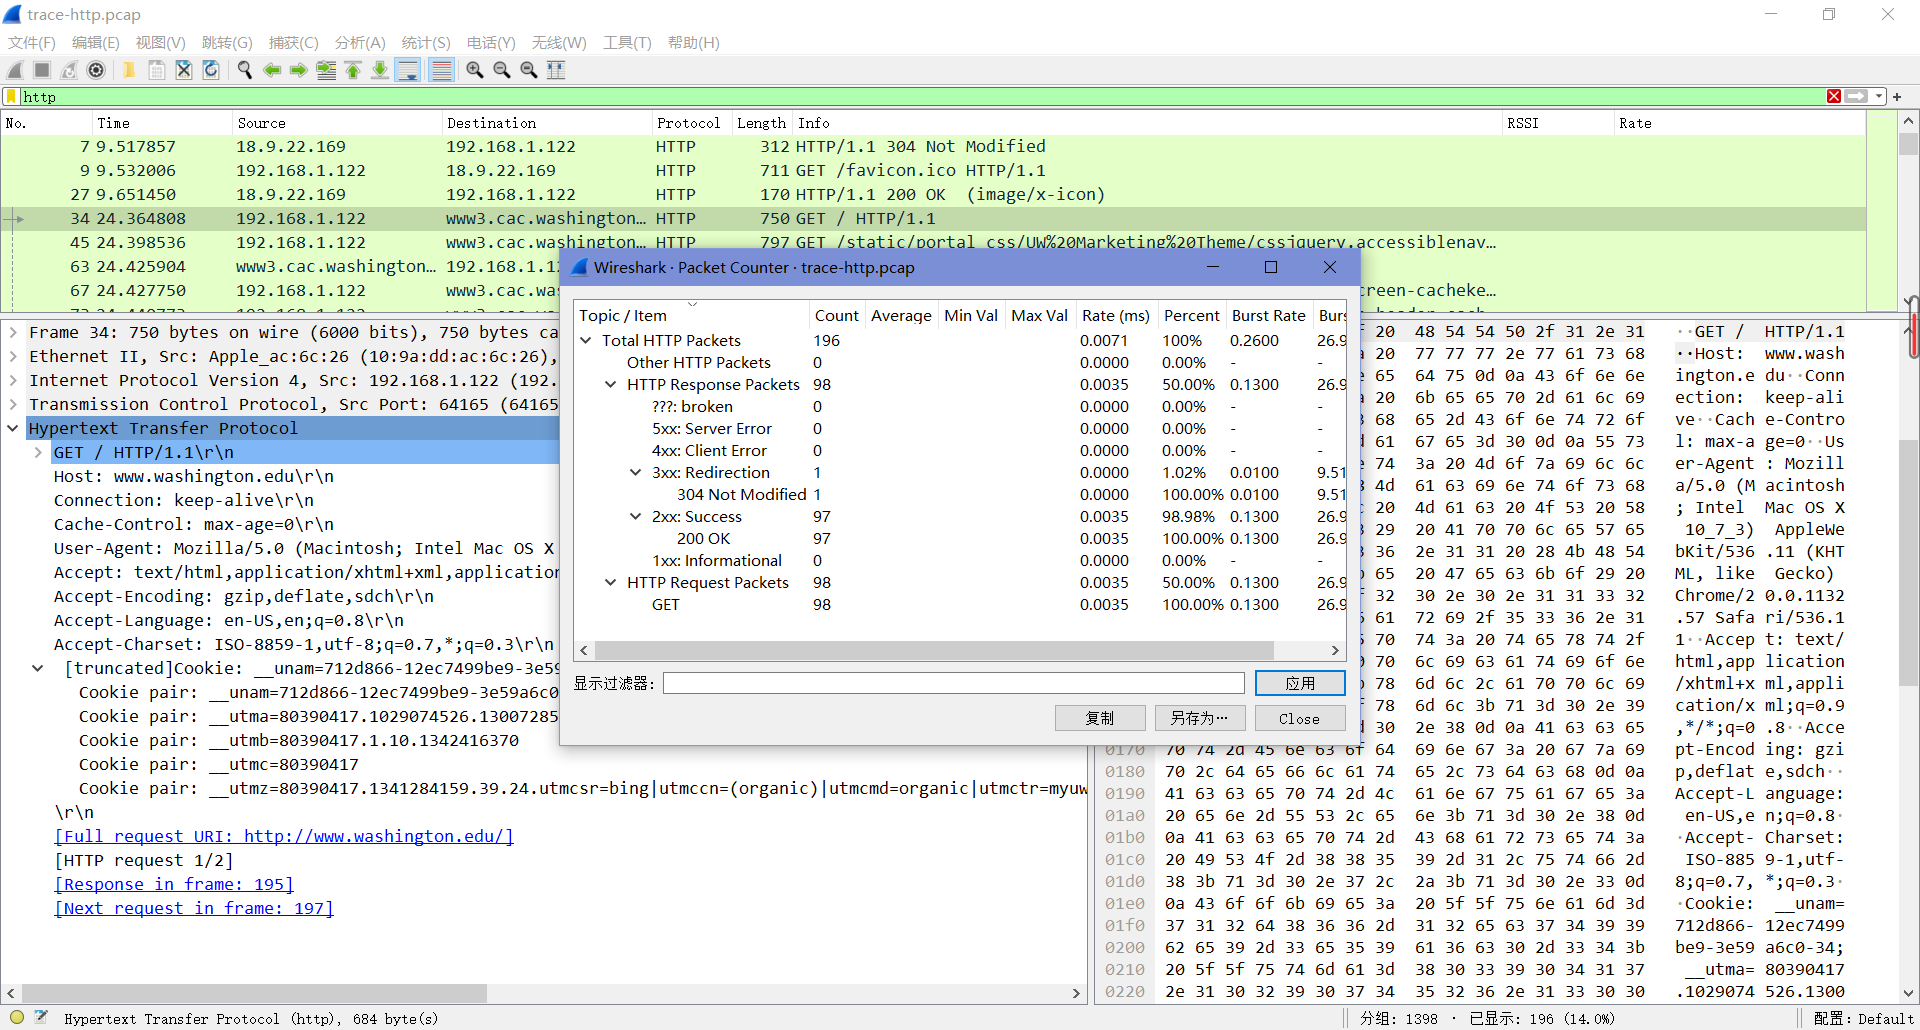 trace-http.pcap
文件(F) 编辑(E) 视图(V) 跳转(G) 捕获(C) 分析(A) 统计(S) 电话(Y) 无线(W) 工具(T) 帮助(H)
http
No. Time Source Destination Protocol Length Info RSSI Rate
7 9.517857 18.9.22.169 192.168.1.122 HTTP 312 HTTP/1.1 304 Not Modified
9 9.532006 192.168.1.122 18.9.22.169 HTTP 711 GET /favicon.ico HTTP/1.1
27 9.651450 18.9.22.169 192.168.1.122 HTTP 170 HTTP/1.1 200 OK (image/x-icon)
34 24.364808 192.168.1.122 www3.cac.washington… HTTP 750 GET / HTTP/1.1
45 24.398536 192.168.1.122 www3.cac.washington… HTTP 797 GET /static/portal_css/UW%20Marketing%20Theme/cssjquery.accessiblenav…
63 24.425904 www3.cac.washington… 192.168.1.12
67 24.427750 192.168.1.122 www3.cac.was reen-cacheke…
Wireshark · Packet Counter · trace-http.pcap
Topic / Item Count Average Min Val Max Val Rate (ms) Percent Burst Rate Burs
Total HTTP Packets 196 0.0071 100% 0.2600 26.9
Other HTTP Packets 0 0.0000 0.00% - -
HTTP Response Packets 98 0.0035 50.00% 0.1300 26.9
???: broken 0 0.0000 0.00% - -
5xx: Server Error 0 0.0000 0.00% - -
4xx: Client Error 0 0.0000 0.00% - -
3xx: Redirection 1 0.0000 1.02% 0.0100 9.51
304 Not Modified 1 0.0000 100.00% 0.0100 9.51
2xx: Success 97 0.0035 98.98% 0.1300 26.9
200 OK 97 0.0035 100.00% 0.1300 26.9
1xx: Informational 0 0.0000 0.00% - -
HTTP Request Packets 98 0.0035 50.00% 0.1300 26.9
GET 98 0.0035 100.00% 0.1300 26.9
显示过滤器: 应用
复制 另存为… Close
Frame 34: 750 bytes on wire (6000 bits), 750 bytes ca
Ethernet II, Src: Apple_ac:6c:26 (10:9a:dd:ac:6c:26),
Internet Protocol Version 4, Src: 192.168.1.122 (192.
Transmission Control Protocol, Src Port: 64165 (64165
Hypertext Transfer Protocol
GET / HTTP/1.1\r\n
Host: www.washington.edu\r\n
Connection: keep-alive\r\n
Cache-Control: max-age=0\r\n
User-Agent: Mozilla/5.0 (Macintosh; Intel Mac OS X
Accept: text/html,application/xhtml+xml,application
Accept-Encoding: gzip,deflate,sdch\r\n
Accept-Language: en-US,en;q=0.8\r\n
Accept-Charset: ISO-8859-1,utf-8;q=0.7,*;q=0.3\r\n
[truncated]Cookie: __unam=712d866-12ec7499be9-3e59
Cookie pair: __unam=712d866-12ec7499be9-3e59a6c0
Cookie pair: __utma=80390417.1029074526.13007285
Cookie pair: __utmb=80390417.1.10.1342416370
Cookie pair: __utmc=80390417
Cookie pair: __utmz=80390417.1341284159.39.24.utmcsr=bing|utmccn=(organic)|utmcmd=organic|utmctr=myuw
\r\n
[Full request URI: http://www.washington.edu/]
[HTTP request 1/2]
[Response in frame: 195]
[Next request in frame: 197]
20 48 54 54 50 2f 31 2e 31 ··GET / HTTP/1.1
20 77 77 77 2e 77 61 73 68 ··Host: www.wash
65 64 75 0d 0a 43 6f 6e 6e ington.e du··Conn
20 6b 65 65 70 2d 61 6c 69 ection: keep-ali
68 65 2d 43 6f 6e 74 72 6f ve··Cach e-Contro
61 67 65 3d 30 0d 0a 55 73 l: max-a ge=0··Us
74 3a 20 4d 6f 7a 69 6c 6c er-Agent : Mozill
4d 61 63 69 6e 74 6f 73 68 a/5.0 (M acintosh
20 4d 61 63 20 4f 53 20 58 ; Intel Mac OS X
29 20 41 70 70 6c 65 57 65 10_7_3) AppleWe
36 2e 31 31 20 28 4b 48 54 bKit/536 .11 (KHT
65 20 47 65 63 6b 6f 29 20 ML, like Gecko)
32 30 2e 30 2e 31 31 33 32 Chrome/2 0.0.1132
61 72 69 2f 35 33 36 2e 31 .57 Safa ri/536.1
70 74 3a 20 74 65 78 74 2f 1··Accep t: text/
70 6c 69 63 61 74 69 6f 6e html,app lication
78 6d 6c 2c 61 70 70 6c 69 /xhtml+x ml,appli
78 6d 6c 3b 71 3d 30 2e 39 cation/x ml;q=0.9
30 2e 38 0d 0a 41 63 63 65 ,*/*;q=0 .8··Acce
0170 70 74 2d 45 6e 63 6f 64 69 6e 67 3a 20 67 7a 69 pt-Encod ing: gzi
0180 70 2c 64 65 66 6c 61 74 65 2c 73 64 63 68 0d 0a p,deflat e,sdch··
0190 41 63 63 65 70 74 2d 4c 61 6e 67 75 61 67 65 3a Accept-L anguage:
01a0 20 65 6e 2d 55 53 2c 65 6e 3b 71 3d 30 2e 38 0d en-US,e n;q=0.8·
01b0 0a 41 63 63 65 70 74 2d 43 68 61 72 73 65 74 3a ·Accept- Charset:
01c0 20 49 53 4f 2d 38 38 35 39 2d 31 2c 75 74 66 2d ISO-885 9-1,utf-
01d0 38 3b 71 3d 30 2e 37 2c 2a 3b 71 3d 30 2e 33 0d 8;q=0.7, *;q=0.3·
01e0 0a 43 6f 6f 6b 69 65 3a 20 5f 5f 75 6e 61 6d 3d ·Cookie: __unam=
01f0 37 31 32 64 38 36 36 2d 31 32 65 63 37 34 39 39 712d866- 12ec7499
0200 62 65 39 2d 33 65 35 39 61 36 63 30 2d 33 34 3b be9-3e59 a6c0-34;
0210 20 5f 5f 75 74 6d 61 3d 38 30 33 39 30 34 31 37 __utma= 80390417
0220 2e 31 30 32 39 30 37 34 35 32 36 2e 31 33 30 30 .1029074 526.1300
Hypertext Transfer Protocol (http), 684 byte(s) 分组: 1398 · 已显示: 196 (14.0%) 配置: Default